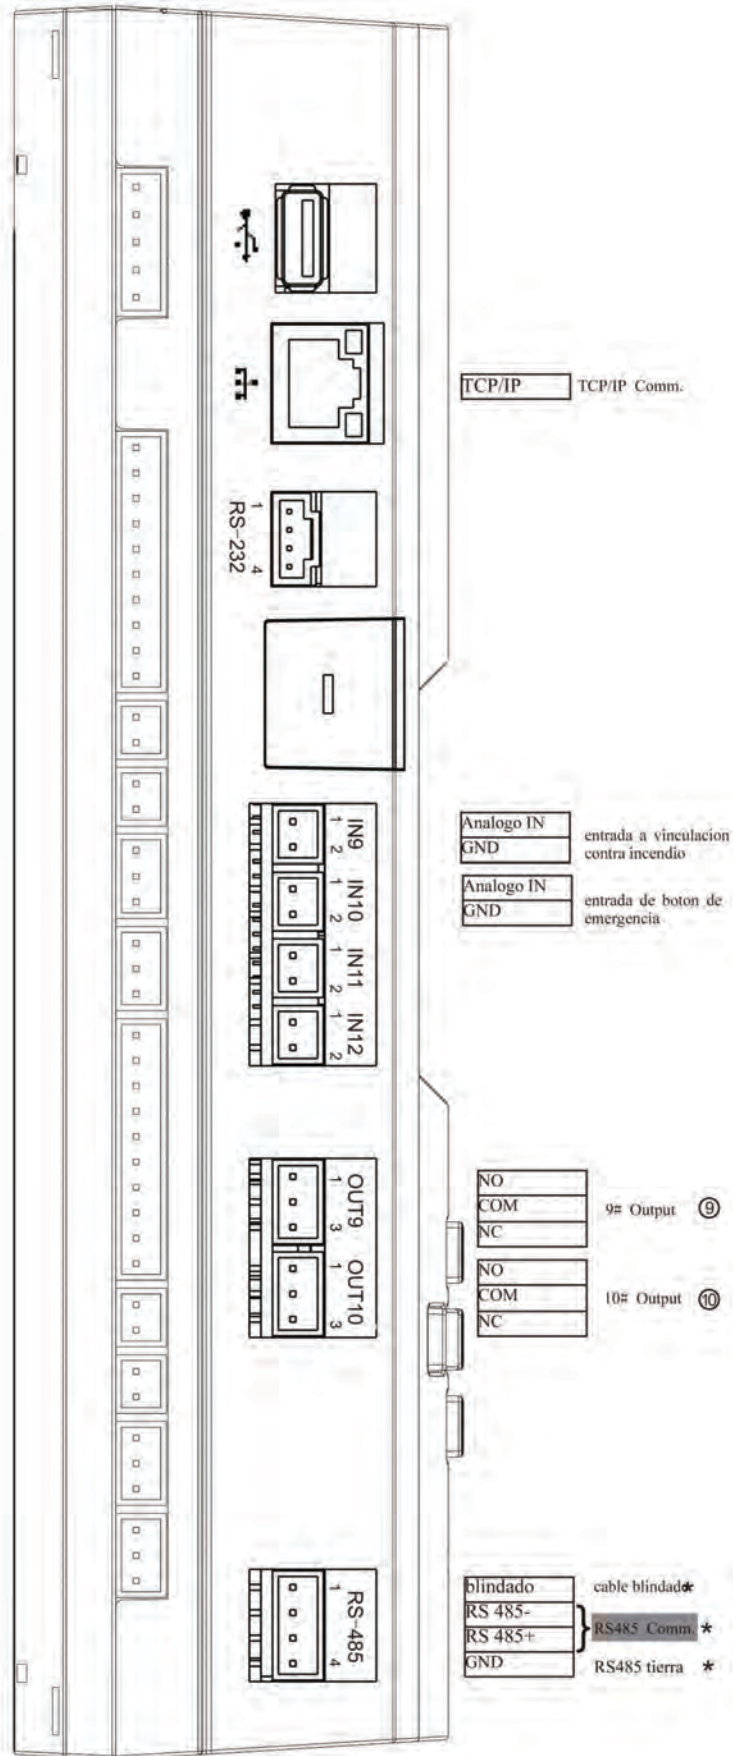 TCP/IP TCP/IP Comm.
1
RS-232
4
IN9
1
2
Analogo IN
GND
entrada a vinculacion
contra incendio
IN10
1
2
Analogo IN
GND
entrada de boton de
emergencia
IN11
1
2
IN12
1
2
OUT9
1
3
NO
COM
NC
9# Output ⑨
OUT10
1
3
NO
COM
NC
10# Output ⑩
RS-485
1
4
blindado cable blindado*
RS 485-
RS 485+
RS485 Comm. *
GND RS485 tierra *